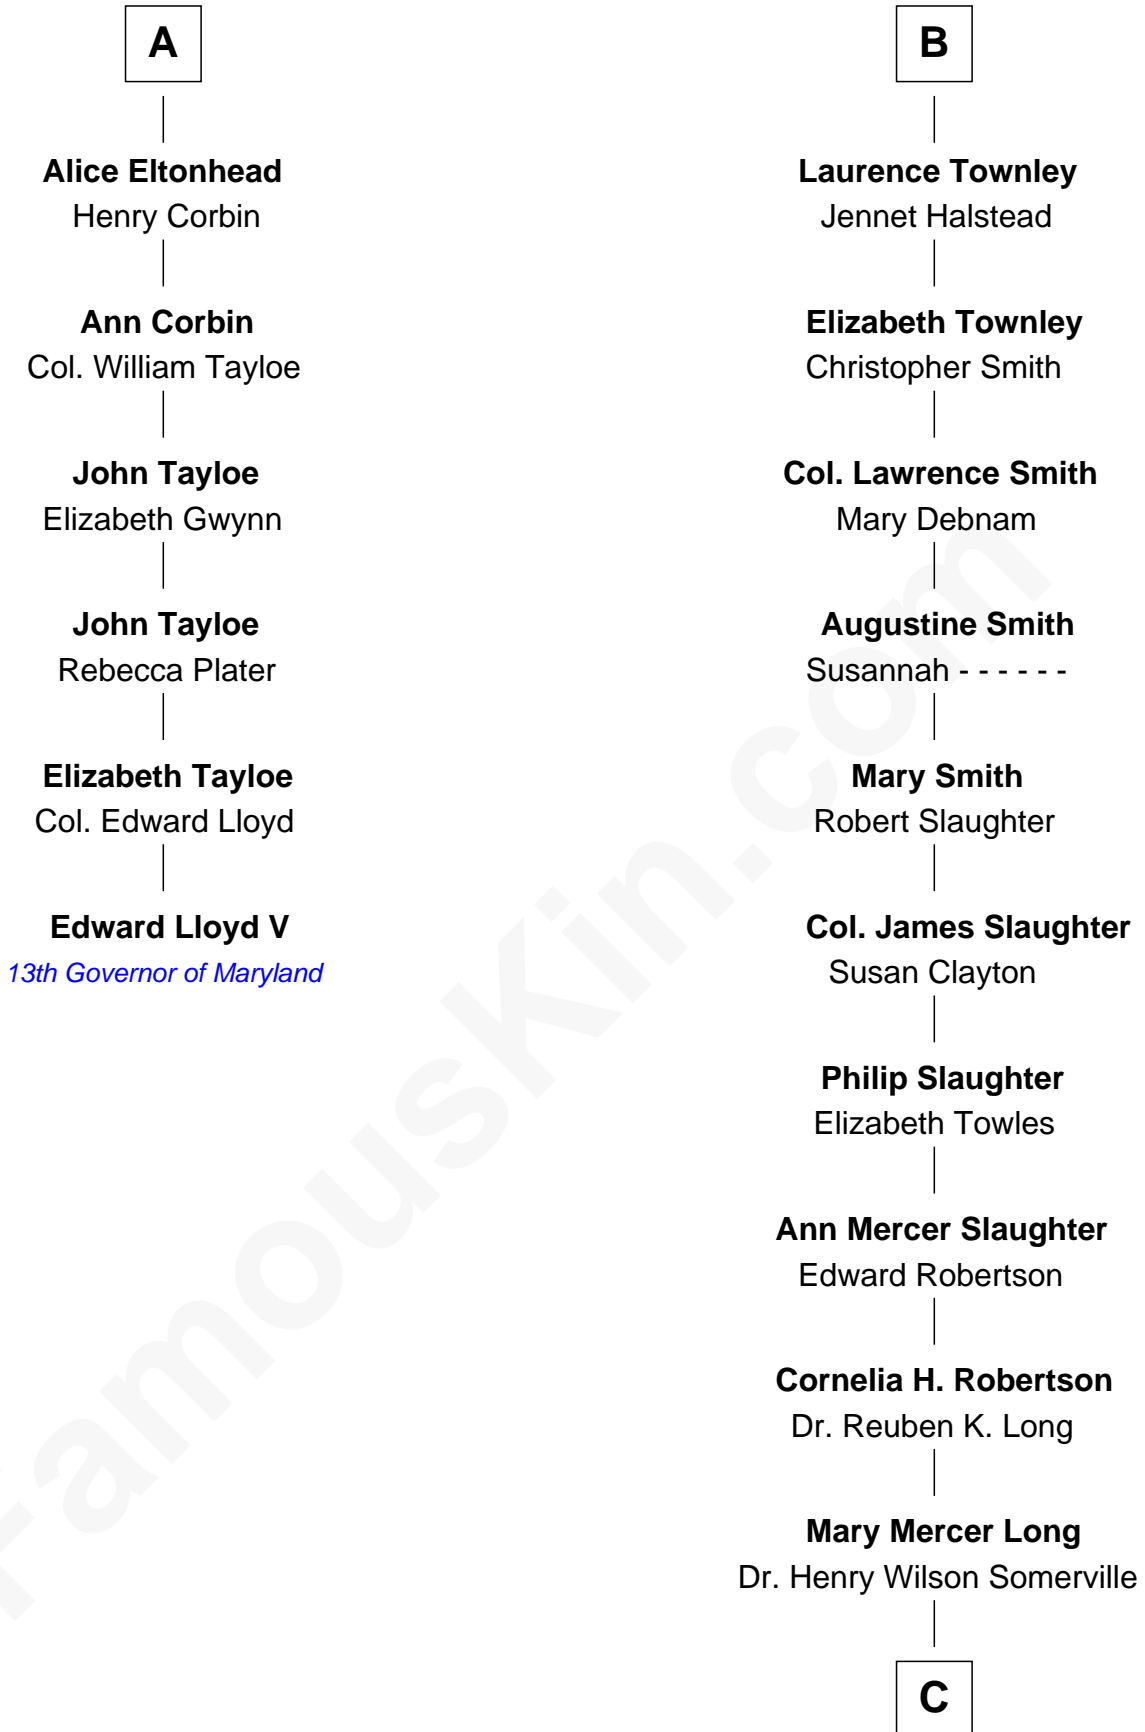 A
Alice Eltonhead
Henry Corbin
Ann Corbin
Col. William Tayloe
John Tayloe
Elizabeth Gwynn
John Tayloe
Rebecca Plater
Elizabeth Tayloe
Col. Edward Lloyd
Edward Lloyd V
13th Governor of Maryland
B
Laurence Townley
Jennet Halstead
Elizabeth Townley
Christopher Smith
Col. Lawrence Smith
Mary Debnam
Augustine Smith
Susannah - - - - - -
Mary Smith
Robert Slaughter
Col. James Slaughter
Susan Clayton
Philip Slaughter
Elizabeth Towles
Ann Mercer Slaughter
Edward Robertson
Cornelia H. Robertson
Dr. Reuben K. Long
Mary Mercer Long
Dr. Henry Wilson Somerville
C
FamousKin.com